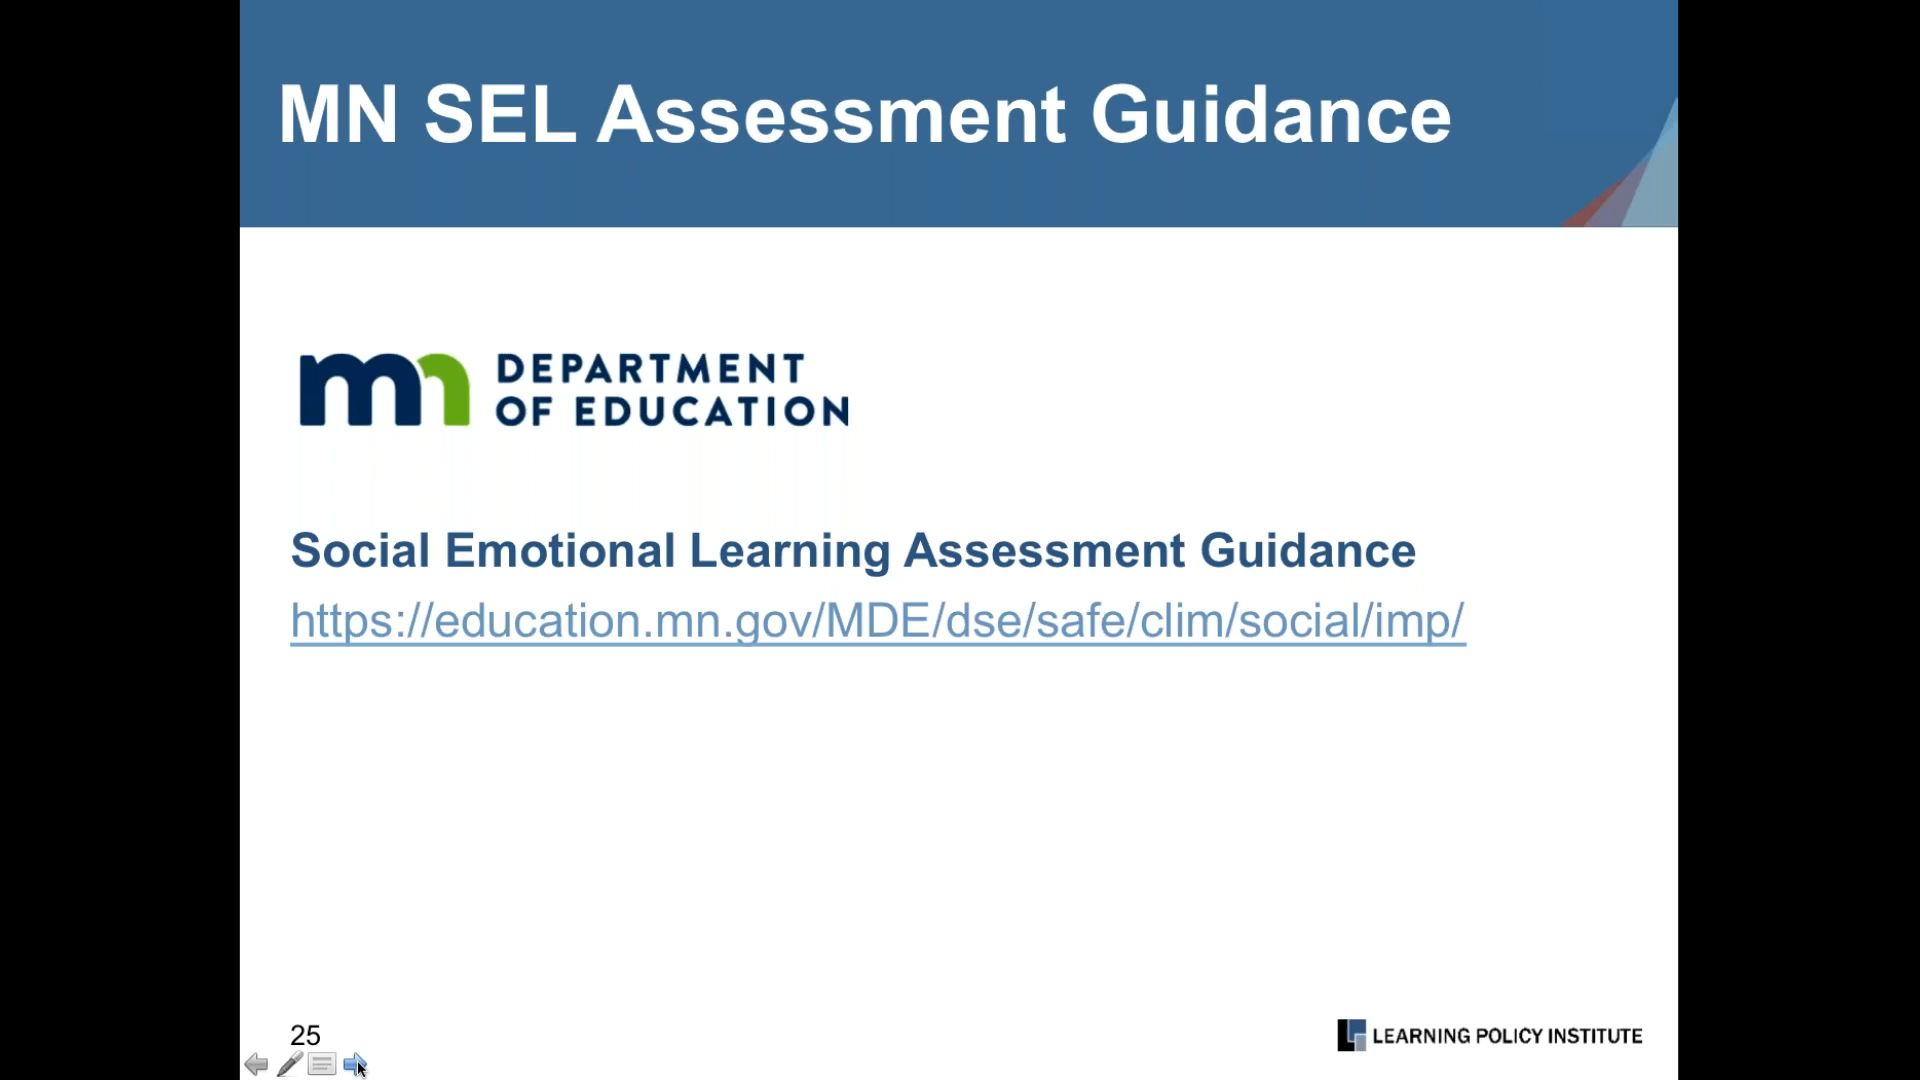 MN SEL Assessment Guidance
mn DEPARTMENT
OF EDUCATION
Social Emotional Learning Assessment Guidance
https://education.mn.gov/MDE/dse/safe/clim/social/imp/
25
LEARNING POLICY INSTITUTE